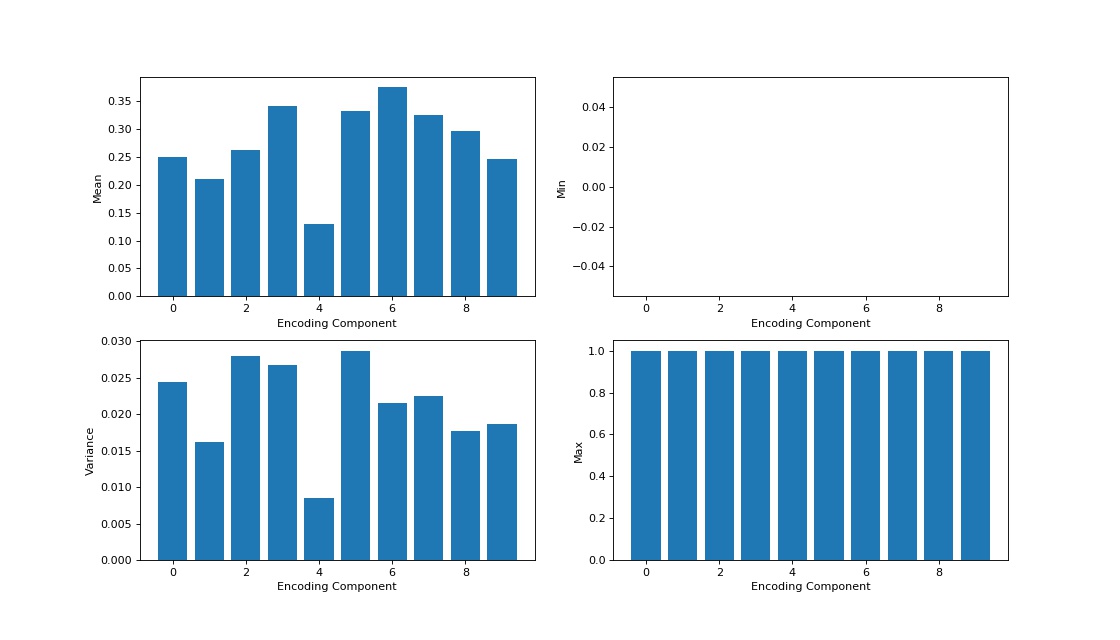 0.35
0.30
0.25
0.20
0.15
0.10
0.05
0.00
Mean
0 2 4 6 8
Encoding Component
0.04
0.02
0.00
−0.02
−0.04
Min
0 2 4 6 8
Encoding Component
0.030
0.025
0.020
0.015
0.010
0.005
0.000
Variance
0 2 4 6 8
Encoding Component
1.0
0.8
0.6
0.4
0.2
0.0
Max
0 2 4 6 8
Encoding Component